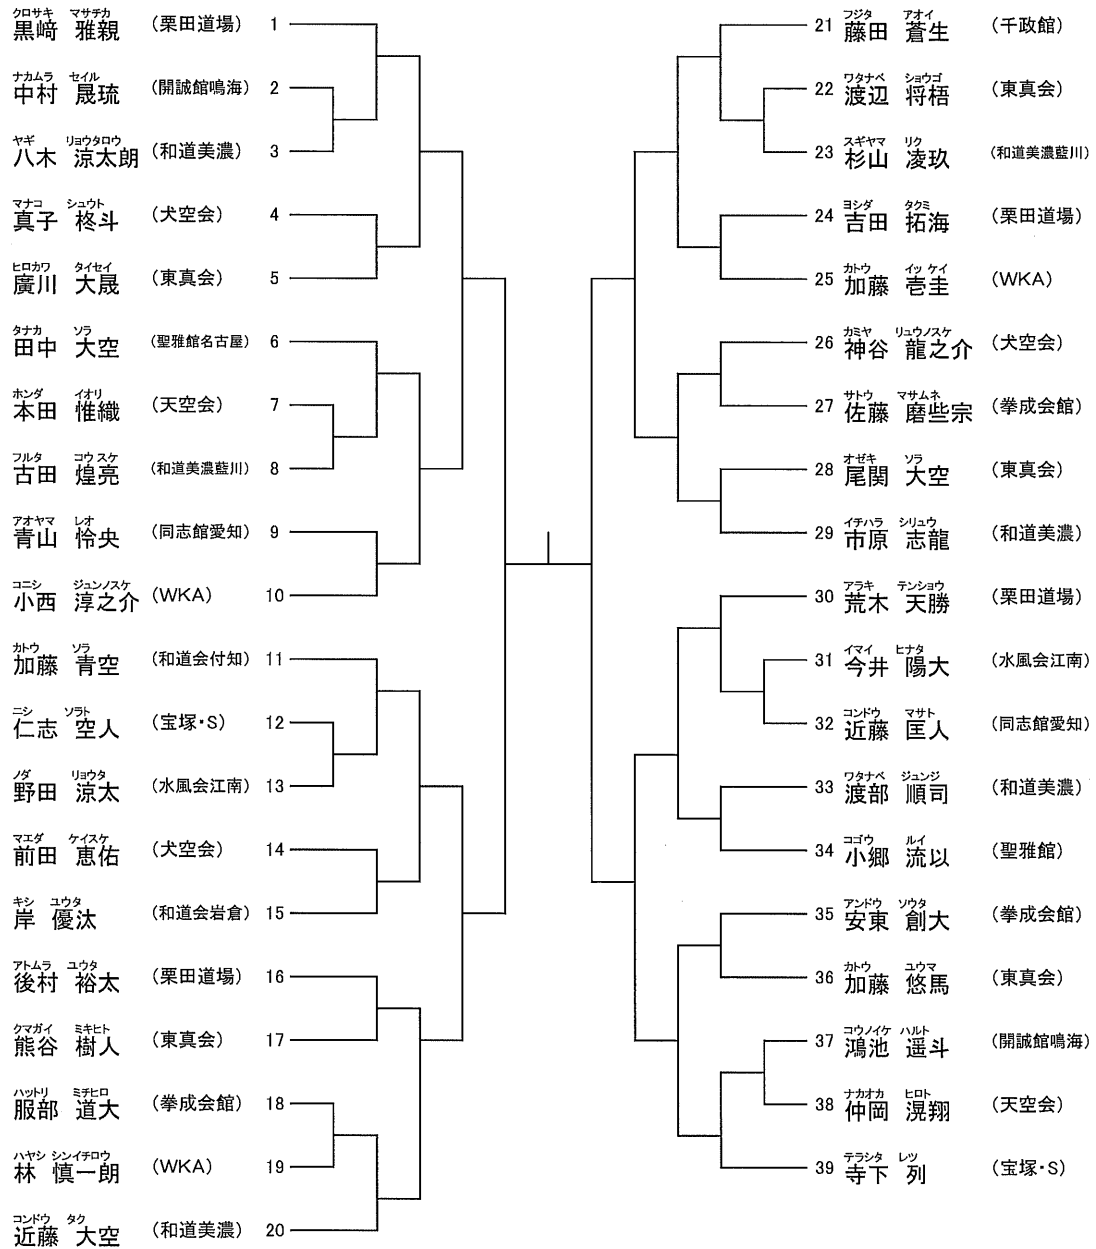 クロサキ マサチカ
黒﨑 雅親 (栗田道場) 1
ナカムラ セイル
中村 晟琉 (開誠館鳴海) 2
ヤギ リョウタロウ
八木 涼太朗 (和道美濃) 3
マナコ シュウト
真子 柊斗 (犬空会) 4
ヒロカワ タイセイ
廣川 大晟 (東真会) 5
タナカ ソラ
田中 大空 (聖雅館名古屋) 6
ホンダ イオリ
本田 惟織 (天空会) 7
フルタ コウスケ
古田 煌亮 (和道美濃藍川) 8
アオヤマ レオ
青山 怜央 (同志館愛知) 9
コニシ ジュンノスケ
小西 淳之介 (WKA) 10
カトウ ソラ
加藤 青空 (和道会付知) 11
ニシ ソラト
仁志 空人 (宝塚・S) 12
ノダ リョウタ
野田 涼太 (水風会江南) 13
マエダ ケイスケ
前田 恵佑 (犬空会) 14
キシ ユウタ
岸 優汰 (和道会岩倉) 15
アトムラ ユウタ
後村 裕太 (栗田道場) 16
クマガイ ミキヒト
熊谷 樹人 (東真会) 17
ハットリ ミチヒロ
服部 道大 (拳成会館) 18
ハヤシ シンイチロウ
林 慎一朗 (WKA) 19
コンドウ タク
近藤 大空 (和道美濃) 20
フジタ アオイ
21 藤田 蒼生 (千政館)
ワタナベ ショウゴ
22 渡辺 将梧 (東真会)
スギヤマ リク
23 杉山 凌玖 (和道美濃藍川)
ヨシダ タクミ
24 吉田 拓海 (栗田道場)
カトウ イッケイ
25 加藤 壱圭 (WKA)
カミヤ リュウノスケ
26 神谷 龍之介 (犬空会)
サトウ マサムネ
27 佐藤 磨些宗 (拳成会館)
オゼキ ソラ
28 尾関 大空 (東真会)
イチハラ シリュウ
29 市原 志龍 (和道美濃)
アラキ テンショウ
30 荒木 天勝 (栗田道場)
イマイ ヒナタ
31 今井 陽大 (水風会江南)
コンドウ マサト
32 近藤 匡人 (同志館愛知)
ワタナベ ジュンジ
33 渡部 順司 (和道美濃)
コゴウ ルイ
34 小郷 流以 (聖雅館)
アンドウ ソウタ
35 安東 創大 (拳成会館)
カトウ ユウマ
36 加藤 悠馬 (東真会)
コウノイケ ハルト
37 鴻池 遥斗 (開誠館鳴海)
ナカオカ ヒロト
38 仲岡 滉翔 (天空会)
テラシタ レツ
39 寺下 列 (宝塚・S)